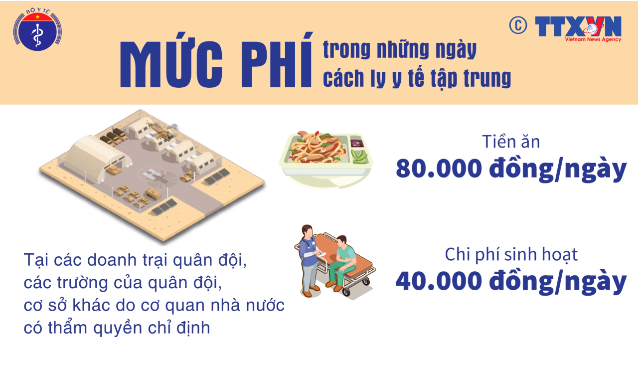 BỘ Y TẾ
© TTXVN
Vietnam News Agency
MỨC PHÍ trong những ngày
cách ly y tế tập trung
Tại các doanh trại quân đội,
các trường của quân đội,
cơ sở khác do cơ quan nhà nước
có thẩm quyền chỉ định
Tiền ăn
80.000 đồng/ngày
Chi phí sinh hoạt
40.000 đồng/ngày